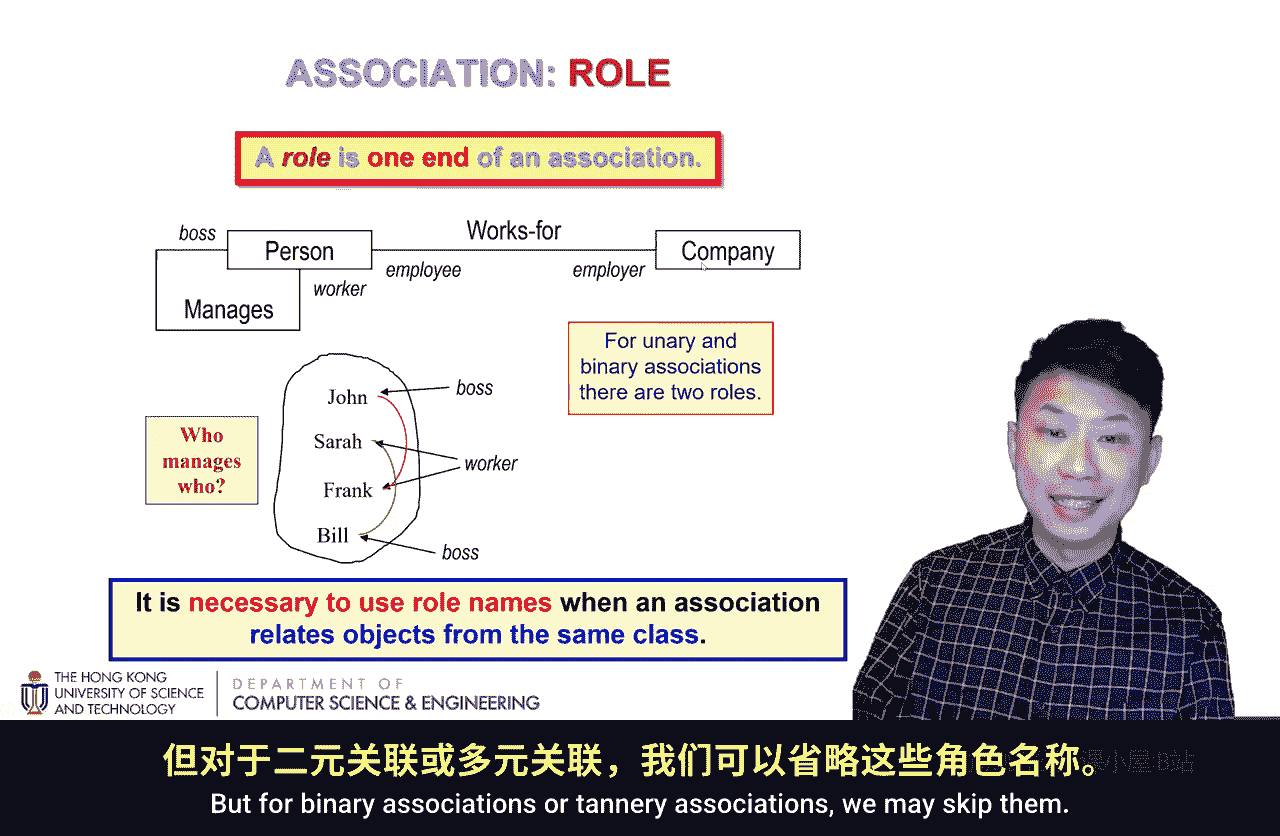 ASSOCIATION: ROLE
A role is one end of an association.
boss
Person
Works-for
Company
employee
employer
worker
Manages
For unary and
binary associations
there are two roles.
John
boss
Sarah
worker
Frank
Bill
boss
Who
manages
who?
It is necessary to use role names when an association
relates objects from the same class.
THE HONG KONG
UNIVERSITY OF SCIENCE
AND TECHNOLOGY
DEPARTMENT OF
COMPUTER SCIENCE & ENGINEERING
但对于二元关联或多元关联，我们可以省略这些角色名称。
课小屋:B站
But for binary associations or tannery associations, we may skip them.